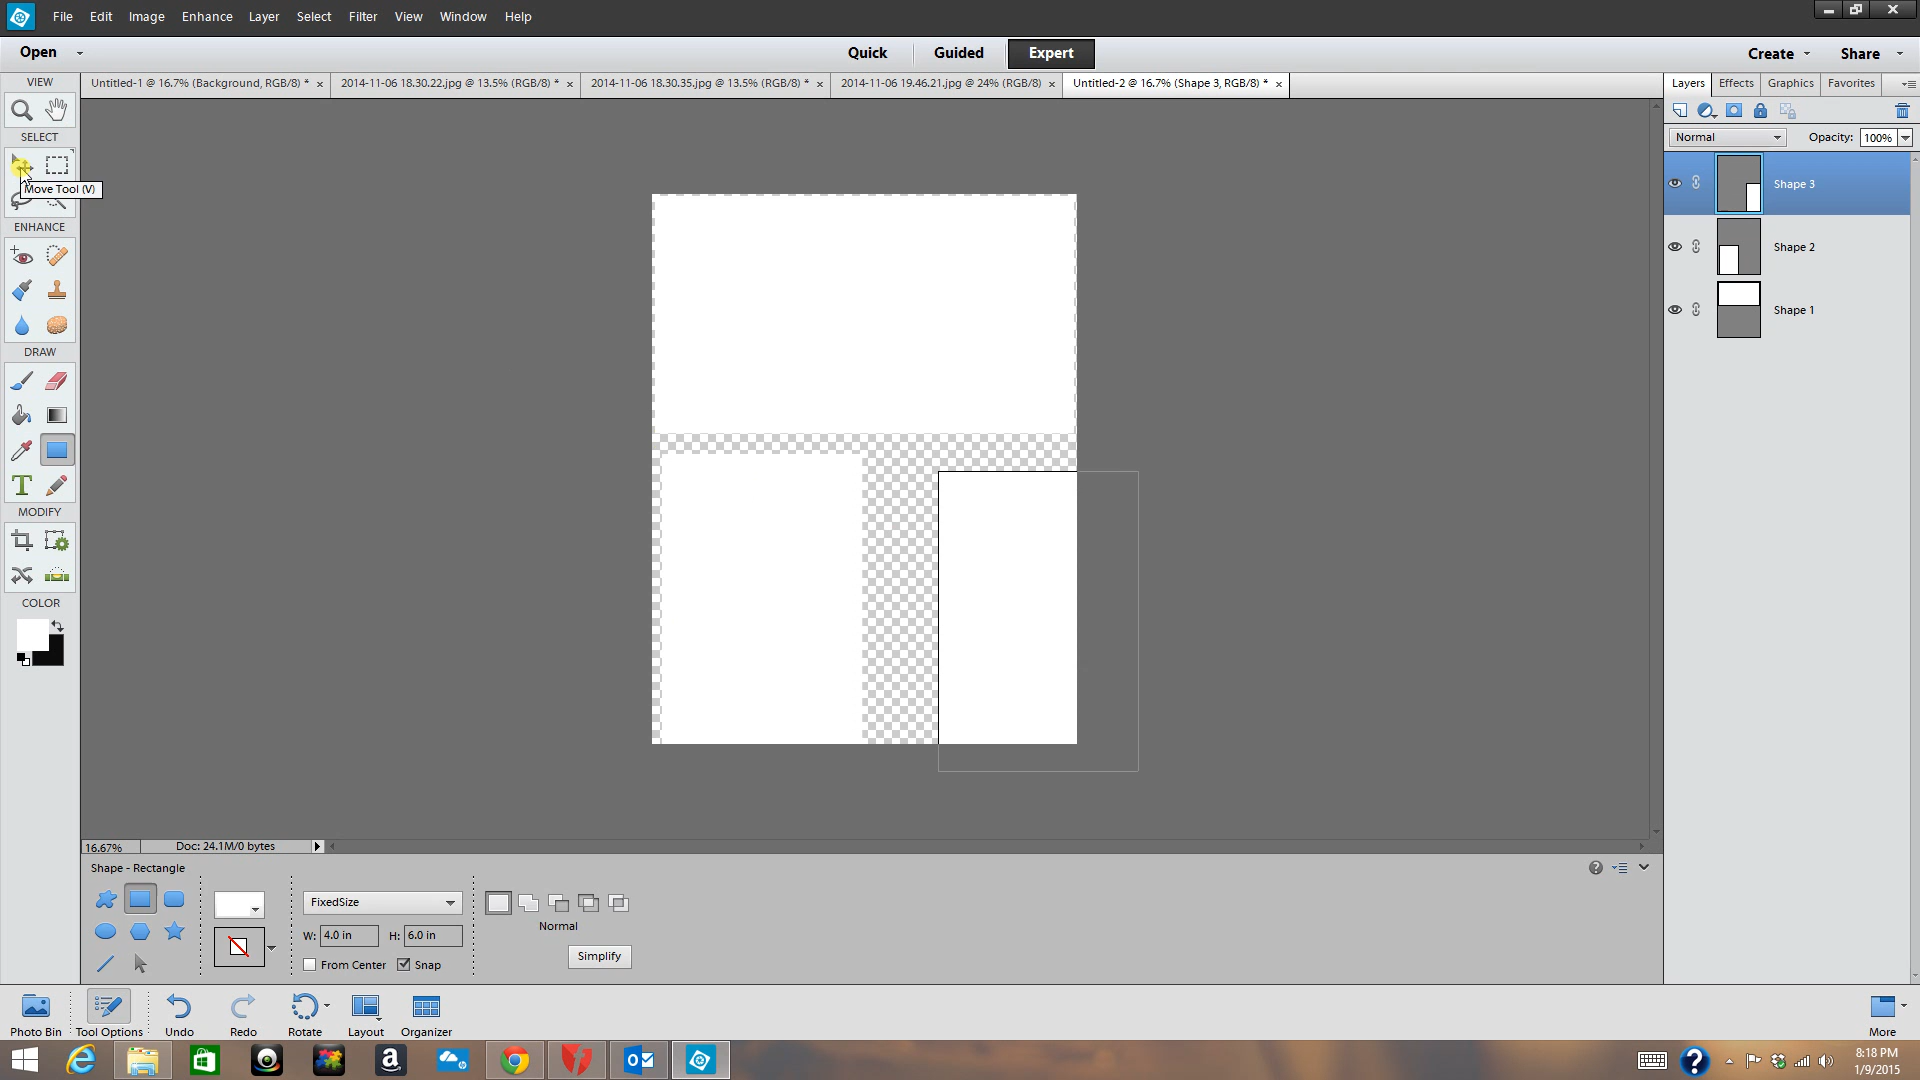 File Edit Image Enhance Layer Select Filter View Window Help
Open Quick Guided Expert Create Share
VIEW
Untitled-1 @ 16.7% (Background, RGB/8) * × 2014-11-06 18.30.22.jpg @ 13.5% (RGB/8) * × 2014-11-06 18.30.35.jpg @ 13.5% (RGB/8) * × 2014-11-06 19.46.21.jpg @ 24% (RGB/8) × Untitled-2 @ 16.7% (Shape 3, RGB/8) * ×
Layers Effects Graphics Favorites
SELECT
Normal Opacity: 100%
Move Tool (V)
Shape 3
ENHANCE
Shape 2
Shape 1
DRAW
T
MODIFY
COLOR
16.67% Doc: 24.1M/0 bytes
Shape - Rectangle
FixedSize
Normal
W: 4.0 in H: 6.0 in
From Center Snap
Simplify
Photo Bin Tool Options Undo Redo Rotate Layout Organizer More
8:18 PM
1/9/2015